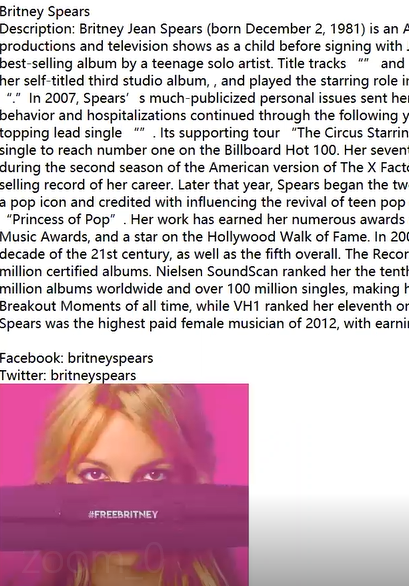 Britney Spears
Description: Britney Jean Spears (born December 2, 1981) is an A
productions and television shows as a child before signing with J
best-selling album by a teenage solo artist. Title tracks “” and
her self-titled third studio album, , and played the starring role in
“.” In 2007, Spears’s much-publicized personal issues sent her
behavior and hospitalizations continued through the following y
topping lead single “”. Its supporting tour “The Circus Starrin
single to reach number one on the Billboard Hot 100. Her seven
during the second season of the American version of The X Facto
selling record of her career. Later that year, Spears began the tw
a pop icon and credited with influencing the revival of teen pop
“Princess of Pop”. Her work has earned her numerous awards
Music Awards, and a star on the Hollywood Walk of Fame. In 200
decade of the 21st century, as well as the fifth overall. The Recor
million certified albums. Nielsen SoundScan ranked her the tenth
million albums worldwide and over 100 million singles, making h
Breakout Moments of all time, while VH1 ranked her eleventh on
Spears was the highest paid female musician of 2012, with earnin
Facebook: britneyspears
Twitter: britneyspears
#FREEBRITNEY